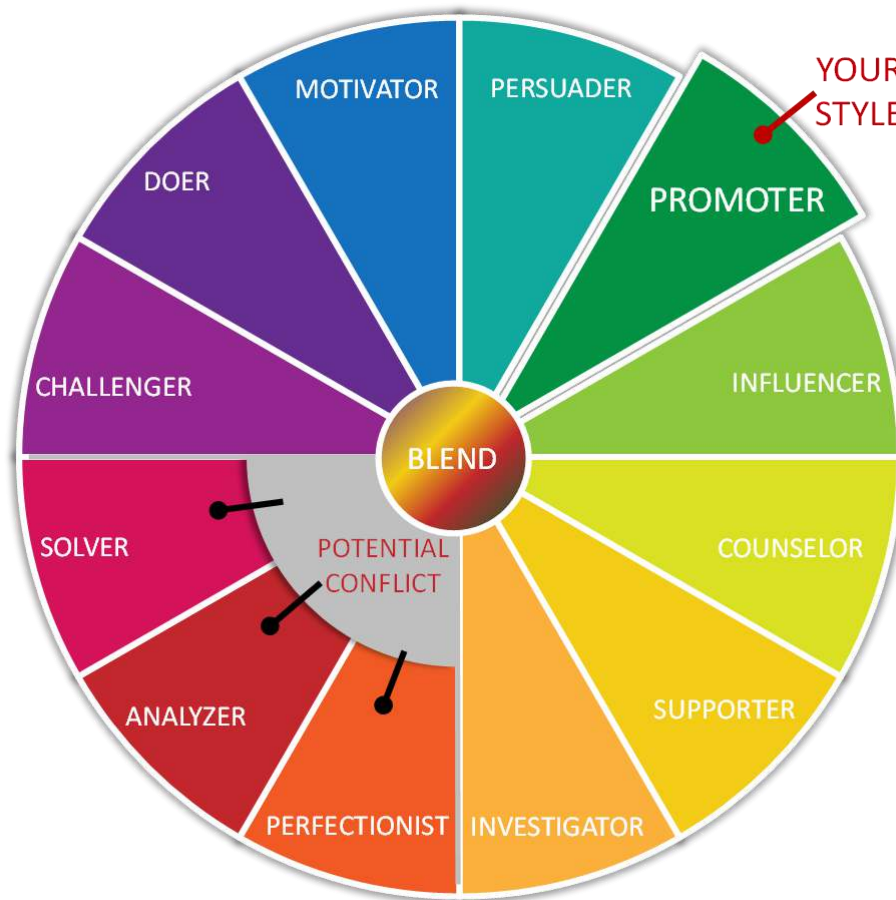 MOTIVATOR
PERSUADER
YOUR
STYLE
DOER
PROMOTER
CHALLENGER
INFLUENCER
BLEND
SOLVER
POTENTIAL
CONFLICT
COUNSELOR
ANALYZER
SUPPORTER
PERFECTIONIST
INVESTIGATOR